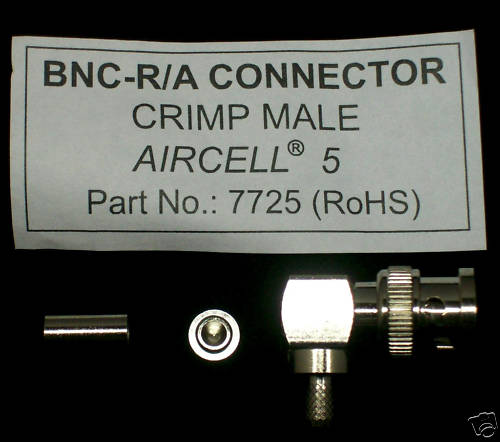 BNC-R/A CONNECTOR
CRIMP MALE
AIRCELL® 5
Part No.: 7725 (RoHS)